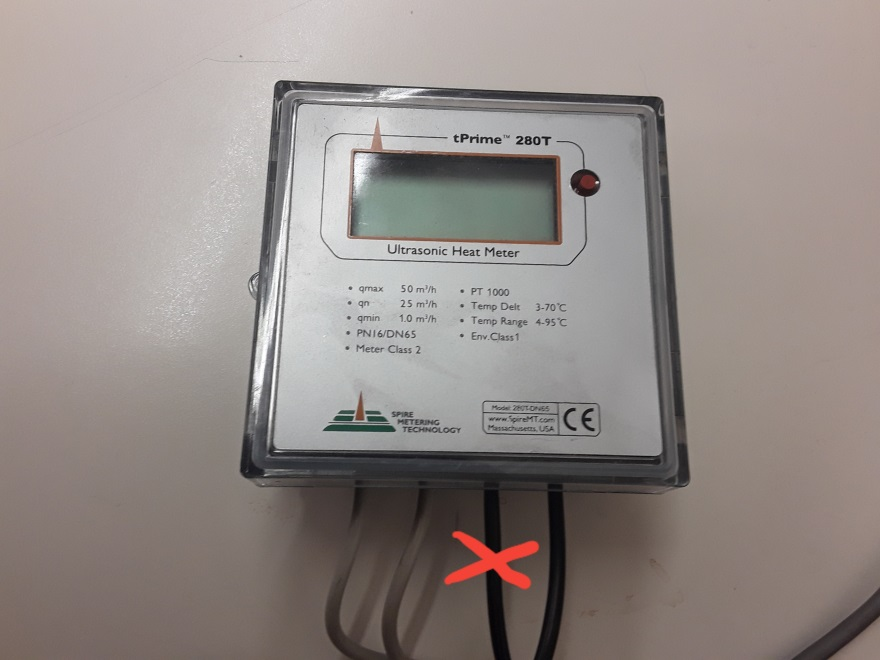 tPrime™ 280T
Ultrasonic Heat Meter
• qmax 50 m³/h
• qn 25 m³/h
• qmin 1.0 m³/h
• PN16/DN65
• Meter Class 2
• PT 1000
• Temp Delt 3-70℃
• Temp Range 4-95℃
• Env.Class1
SPIRE
METERING
TECHNOLOGY
Model: 280T-DN65
www.SpireMT.com
Massachusetts, USA
CE